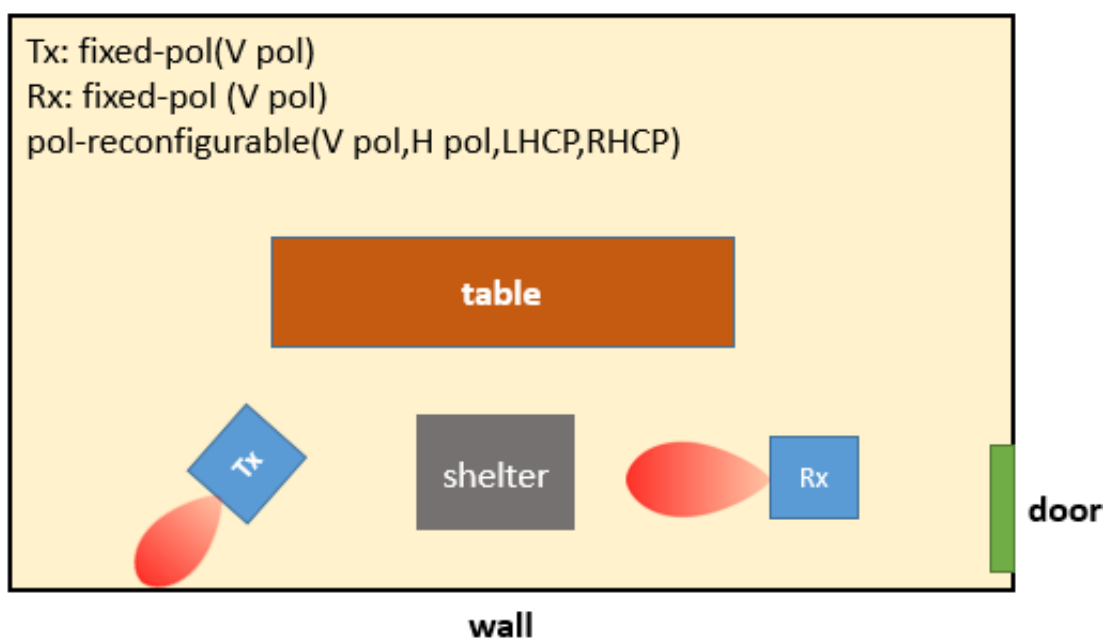 Tx: fixed-pol(V pol)
Rx: fixed-pol (V pol)
pol-reconfigurable(V pol,H pol,LHCP,RHCP)
table
Tx
shelter
Rx
door
wall